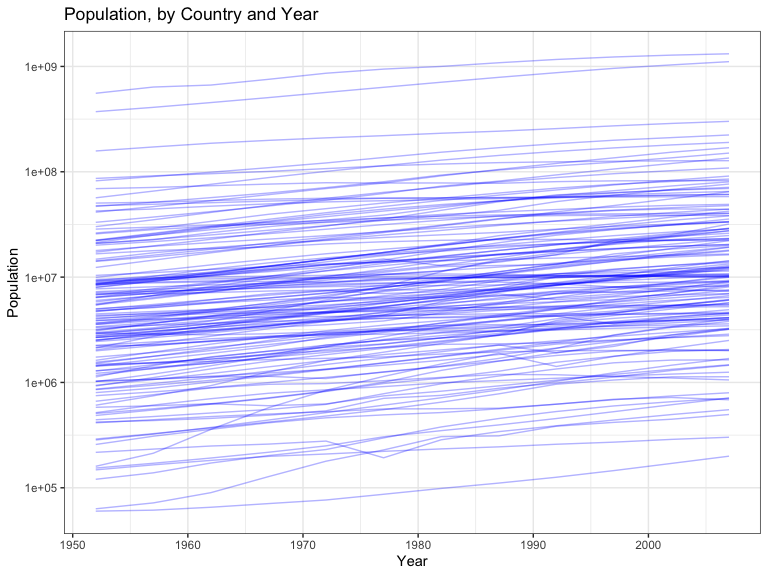 Population, by Country and Year
1e+09
1e+08
1e+07
1e+06
1e+05
Population
1950 1960 1970 1980 1990 2000
Year